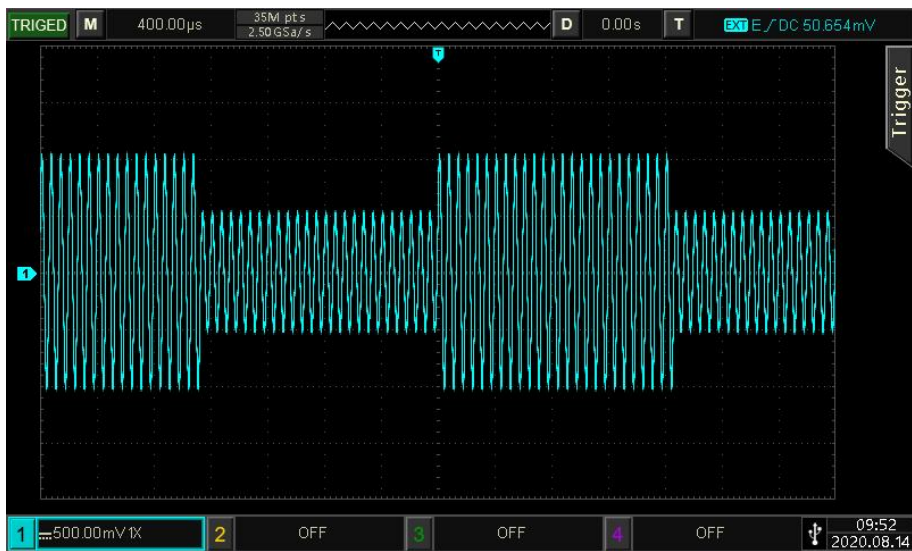 TRIGED M 400.00μs 35M pts D 0.00s T EXT E DC 50.654mV
2.50GSa/s
T
Trigger
1
1 500.00mV 1X 2 OFF 3 OFF 4 OFF 09:52
2020.08.14